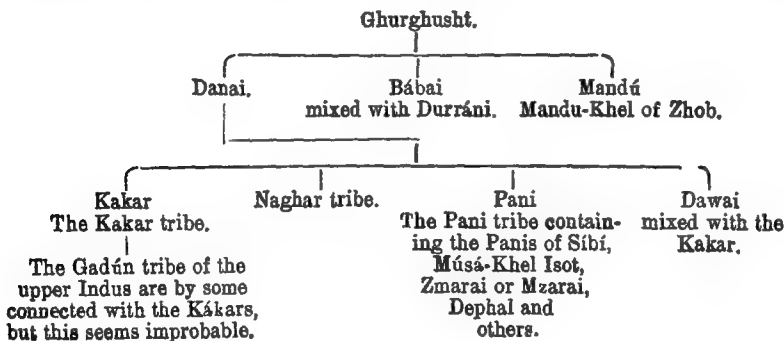 Ghurghusht.
Danai. Bábai Mandú
mixed with Durráni. Mandu-Khel of Zhob.
Kakar Naghar tribe. Pani Dawai
The Kakar tribe. The Pani tribe contain- mixed with the
ing the Panis of Síbí, Kakar.
The Gadún tribe of the Músá-Khel Isot,
upper Indus are by some Zmarai or Mzarai,
connected with the Kákars, Dephal and
but this seems improbable. others.